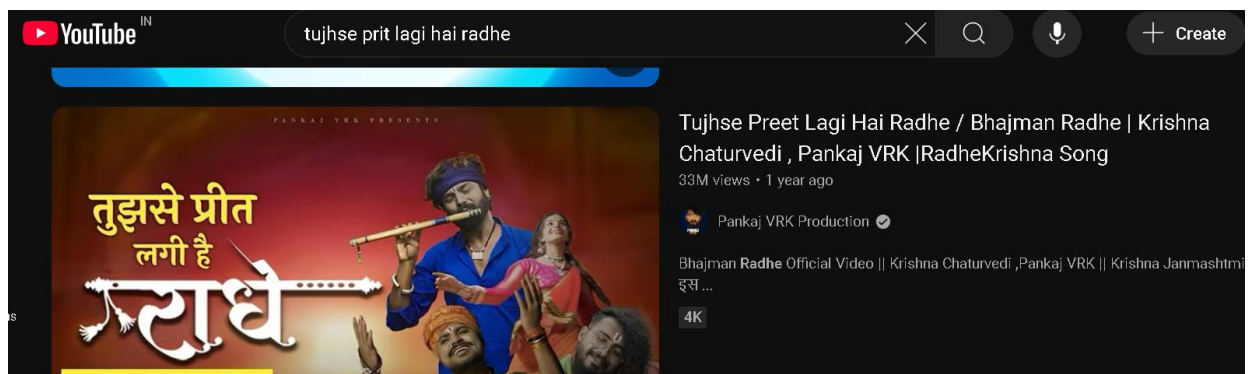 YouTube IN
tujhse prit lagi hai radhe
Create
PANKAJ VRK PRESENTS
तुझसे प्रीत
लगी है
राधे
Tujhse Preet Lagi Hai Radhe / Bhajman Radhe | Krishna
Chaturvedi , Pankaj VRK |RadheKrishna Song
33M views • 1 year ago
Pankaj VRK Production
Bhajman Radhe Official Video || Krishna Chaturvedi ,Pankaj VRK || Krishna Janmashtmi
इस ...
4K